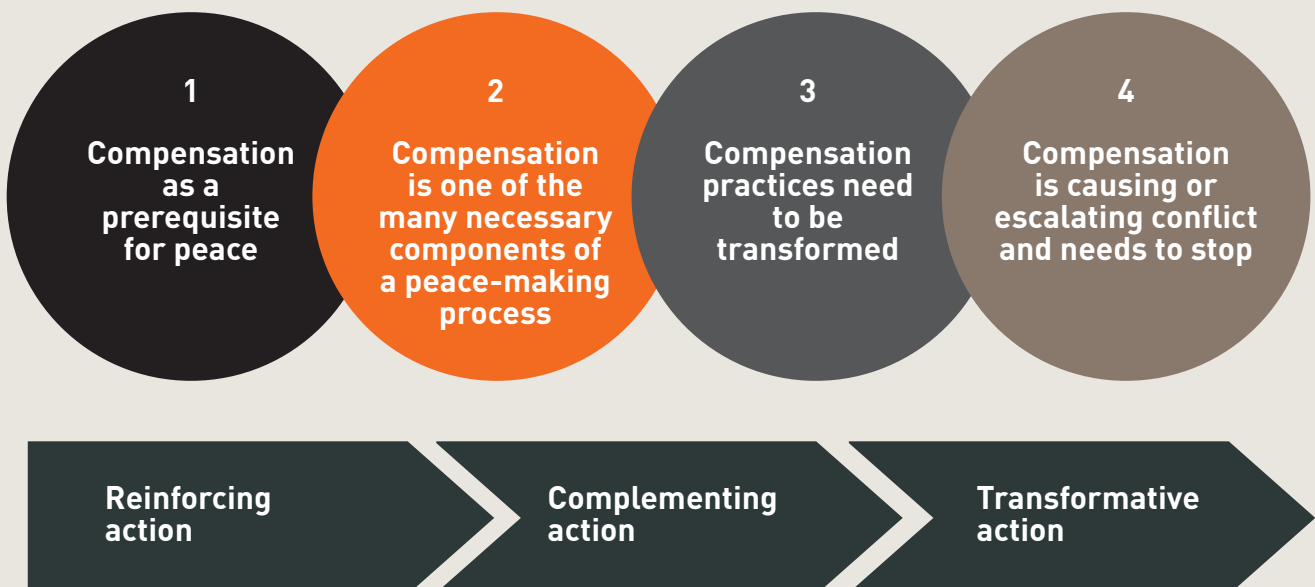 1
Compensation
as a
prerequisite
for peace
2
Compensation
is one of the
many necessary
components of
a peace-making
process
3
Compensation
practices need
to be
transformed
4
Compensation
is causing or
escalating conflict
and needs to stop
Reinforcing
action
Complementing
action
Transformative
action